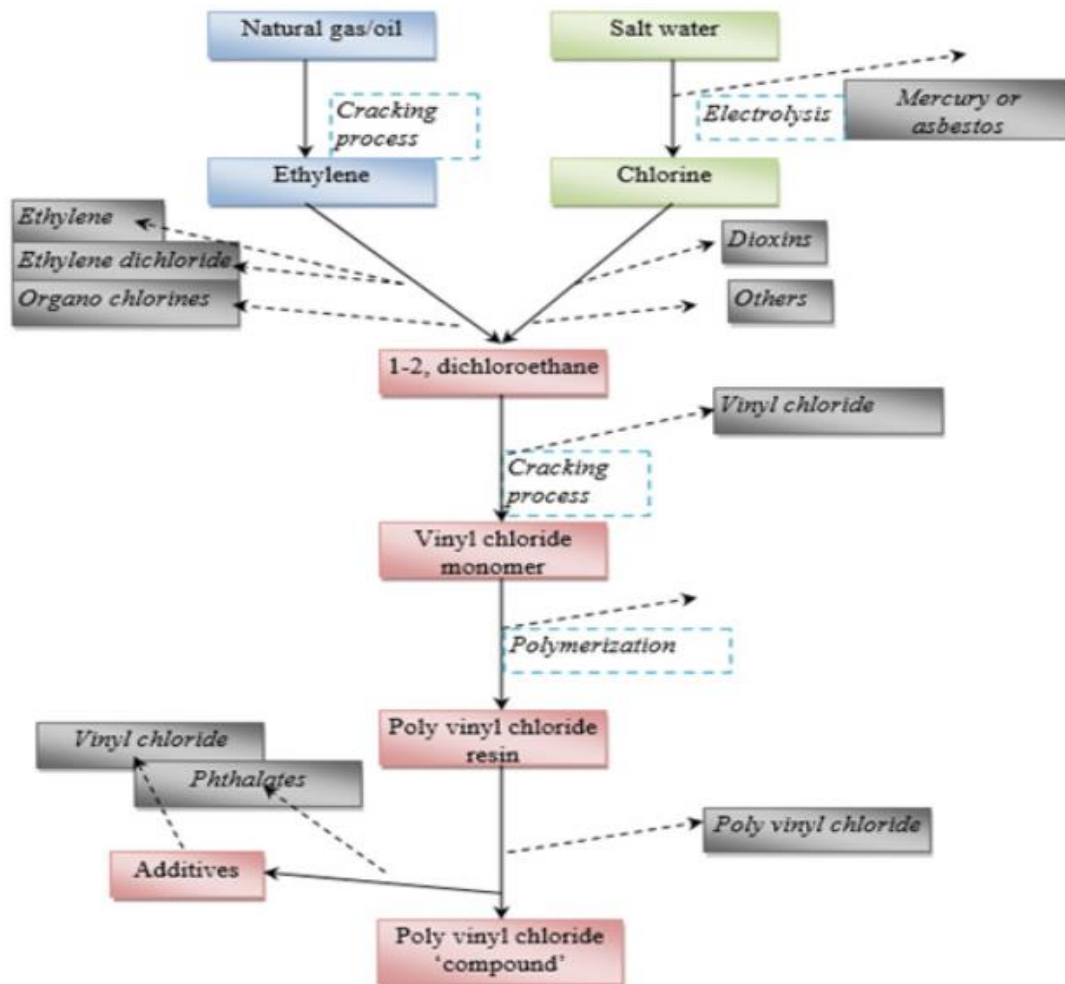 Natural gas/oil
Salt water
Cracking
process
Electrolysis
Mercury or
asbestos
Ethylene
Chlorine
Ethylene
Ethylene dichloride
Organo chlorines
Dioxins
Others
1-2, dichloroethane
Vinyl chloride
Cracking
process
Vinyl chloride
monomer
Polymerization
Poly vinyl chloride
resin
Vinyl chloride
Phthalates
Poly vinyl chloride
Additives
Poly vinyl chloride
‘compound’